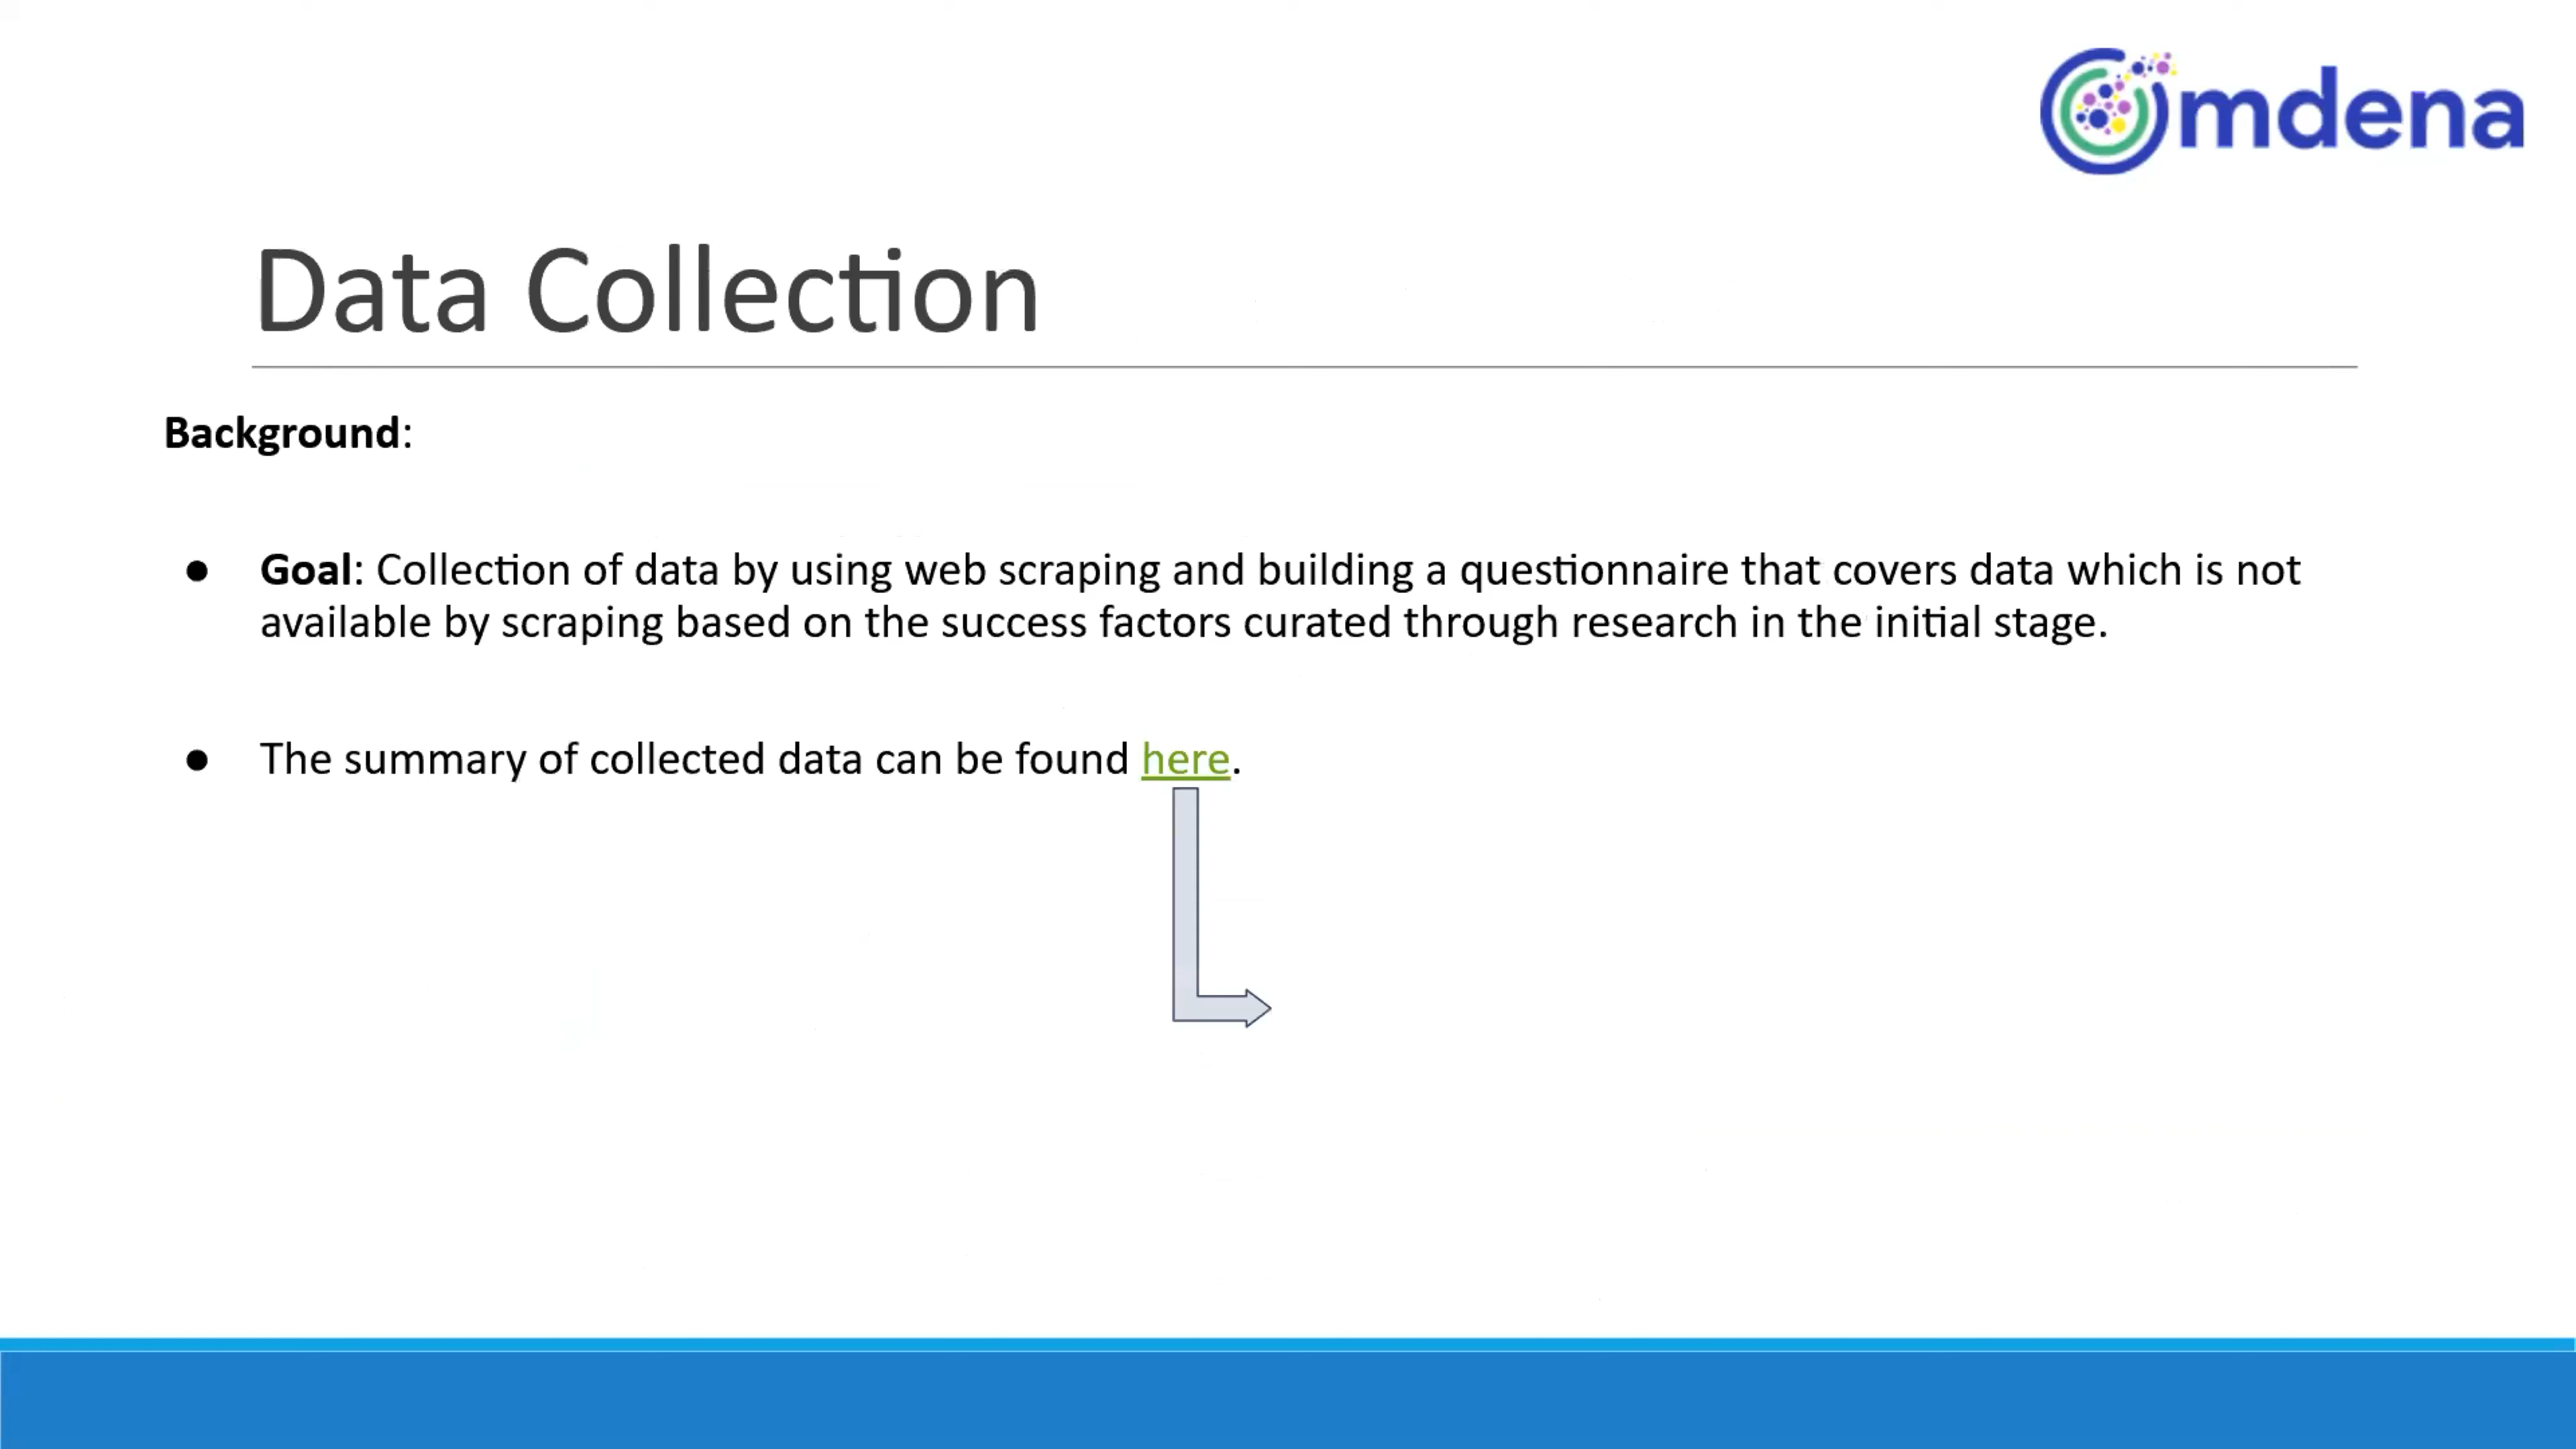 Omdena
Data Collection
Background:
● Goal: Collection of data by using web scraping and building a questionnaire that covers data which is not
available by scraping based on the success factors curated through research in the initial stage.
● The summary of collected data can be found here.